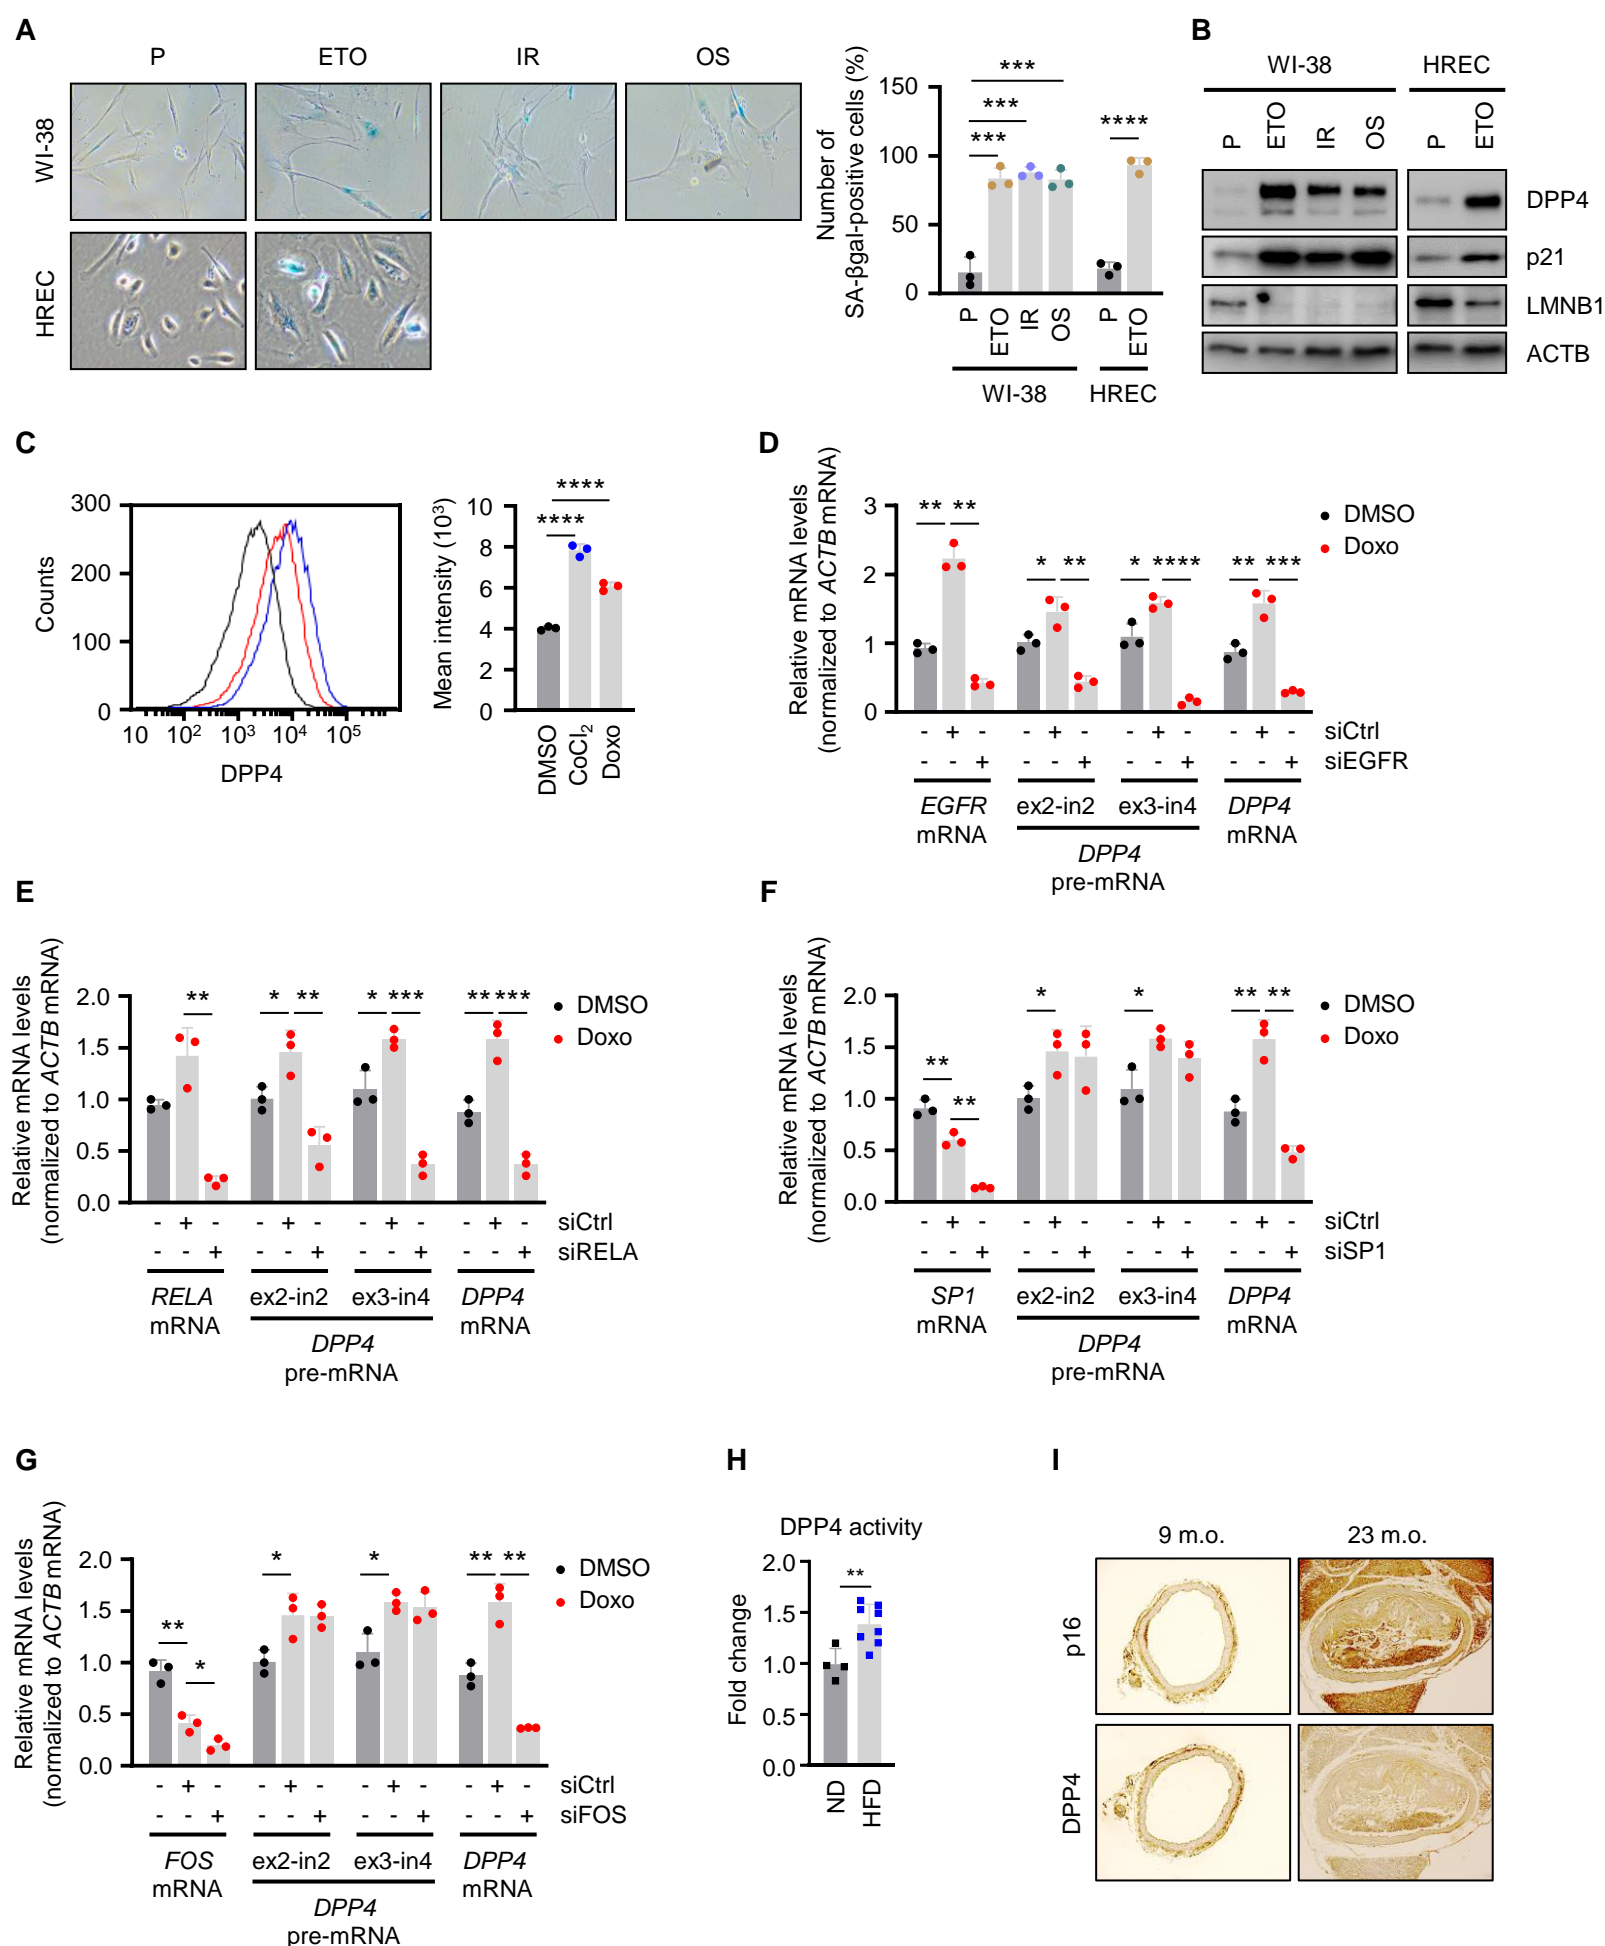 A
P
ETO
IR
OS
WI-38
HREC
Number of
SA-βgal-positive cells (%)
150
100
50
0
***
***
***
****
P
ETO
IR
OS
P
ETO
WI-38
HREC
B
WI-38
HREC
P
ETO
IR
OS
P
ETO
DPP4
p21
LMNB1
ACTB
C
Counts
300
200
100
0
10
10²
10³
10⁴
10⁵
DPP4
Mean intensity (10³)
10
8
6
4
2
0
****
****
DMSO
CoCl₂
Doxo
D
Relative mRNA levels
(normalized to ACTB mRNA)
3
2
1
0
** ** * ** * **** ** ***
DMSO
Doxo
- + - - + - - + - - + - siCtrl
- - + - - + - - + - - + siEGFR
EGFR
mRNA
ex2-in2
ex3-in4
DPP4
mRNA
DPP4
pre-mRNA
E
Relative mRNA levels
(normalized to ACTB mRNA)
2.0
1.5
1.0
0.5
0.0
** * ** * *** ** ***
DMSO
Doxo
- + - - + - - + - - + - siCtrl
- - + - - + - - + - - + siRELA
RELA
mRNA
ex2-in2
ex3-in4
DPP4
mRNA
DPP4
pre-mRNA
F
Relative mRNA levels
(normalized to ACTB mRNA)
2.0
1.5
1.0
0.5
0.0
* * ** **
**
**
DMSO
Doxo
- + - - + - - + - - + - siCtrl
- - + - - + - - + - - + siSP1
SP1
mRNA
ex2-in2
ex3-in4
DPP4
mRNA
DPP4
pre-mRNA
G
Relative mRNA levels
(normalized to ACTB mRNA)
2.0
1.5
1.0
0.5
0.0
* * ** **
**
*
DMSO
Doxo
- + - - + - - + - - + - siCtrl
- - + - - + - - + - - + siFOS
FOS
mRNA
ex2-in2
ex3-in4
DPP4
mRNA
DPP4
pre-mRNA
H
DPP4 activity
Fold change
2.0
1.5
1.0
0.5
0.0
**
ND
HFD
I
9 m.o.
23 m.o.
p16
DPP4